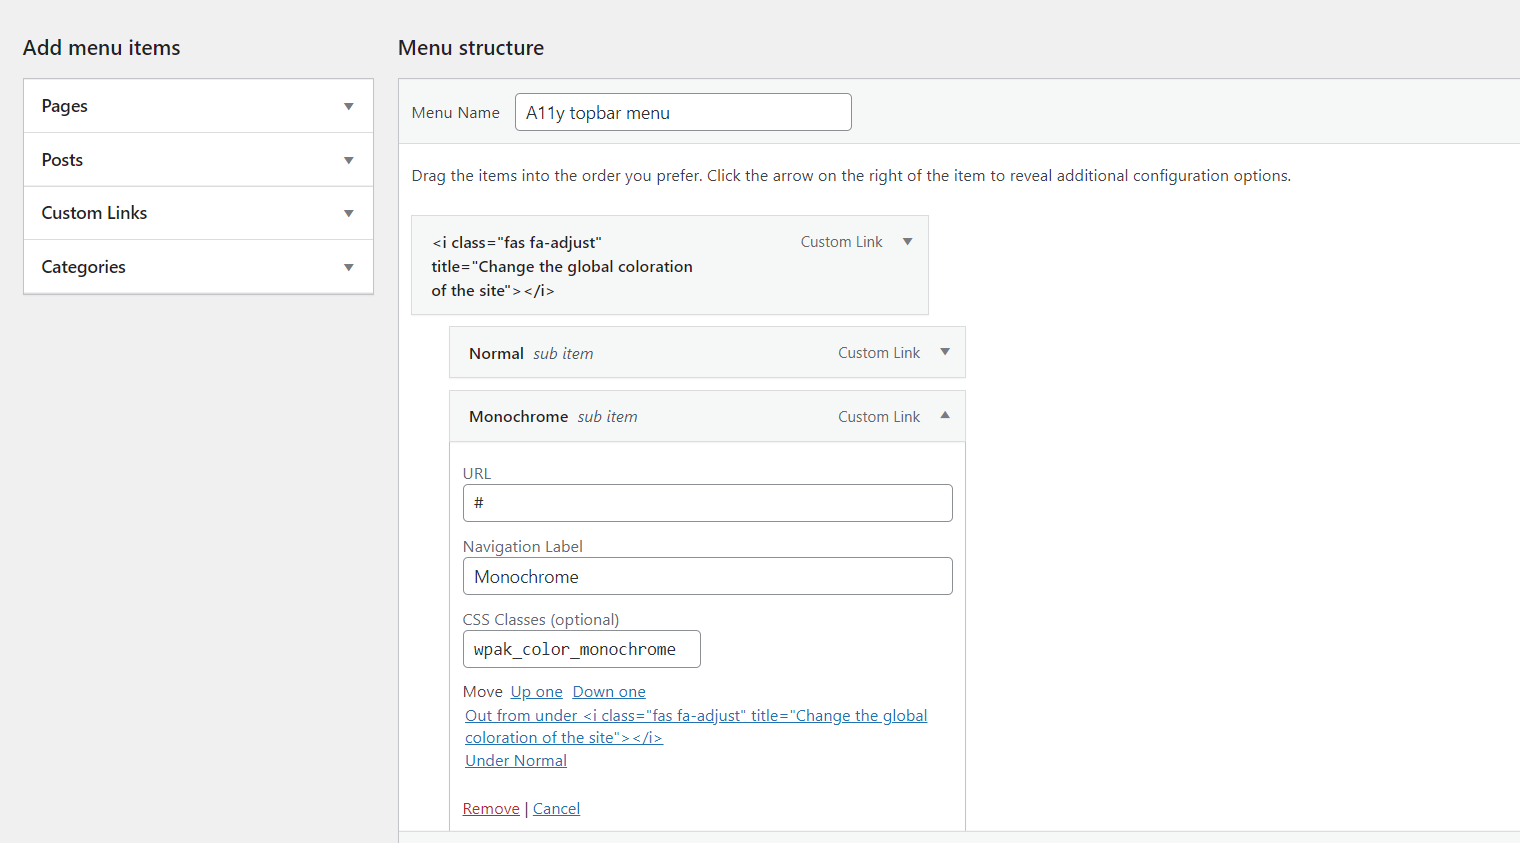 Add menu items
Pages
Posts
Custom Links
Categories
Menu structure
Menu Name A11y topbar menu
Drag the items into the order you prefer. Click the arrow on the right of the item to reveal additional configuration options.
<i class="fas fa-adjust" Custom Link
title="Change the global coloration
of the site"></i>
Normal sub item Custom Link
Monochrome sub item Custom Link
URL
#
Navigation Label
Monochrome
CSS Classes (optional)
wpak_color_monochrome
Move Up one Down one
Out from under <i class="fas fa-adjust" title="Change the global
coloration of the site"></i>
Under Normal
Remove | Cancel